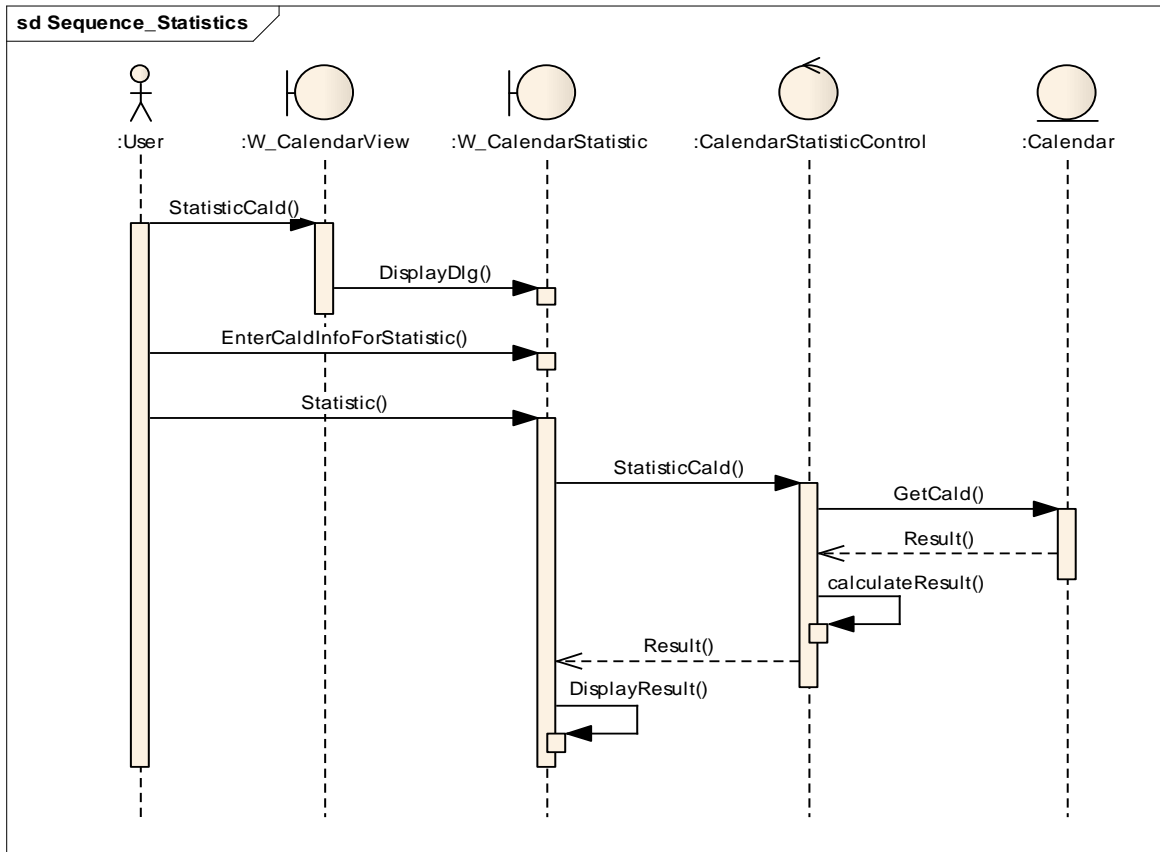 sd Sequence_Statistics
:User
:W_CalendarView
:W_CalendarStatistic
:CalendarStatisticControl
:Calendar
StatisticCald()
DisplayDlg()
EnterCaldInfoForStatistic()
Statistic()
StatisticCald()
GetCald()
Result()
calculateResult()
Result()
DisplayResult()